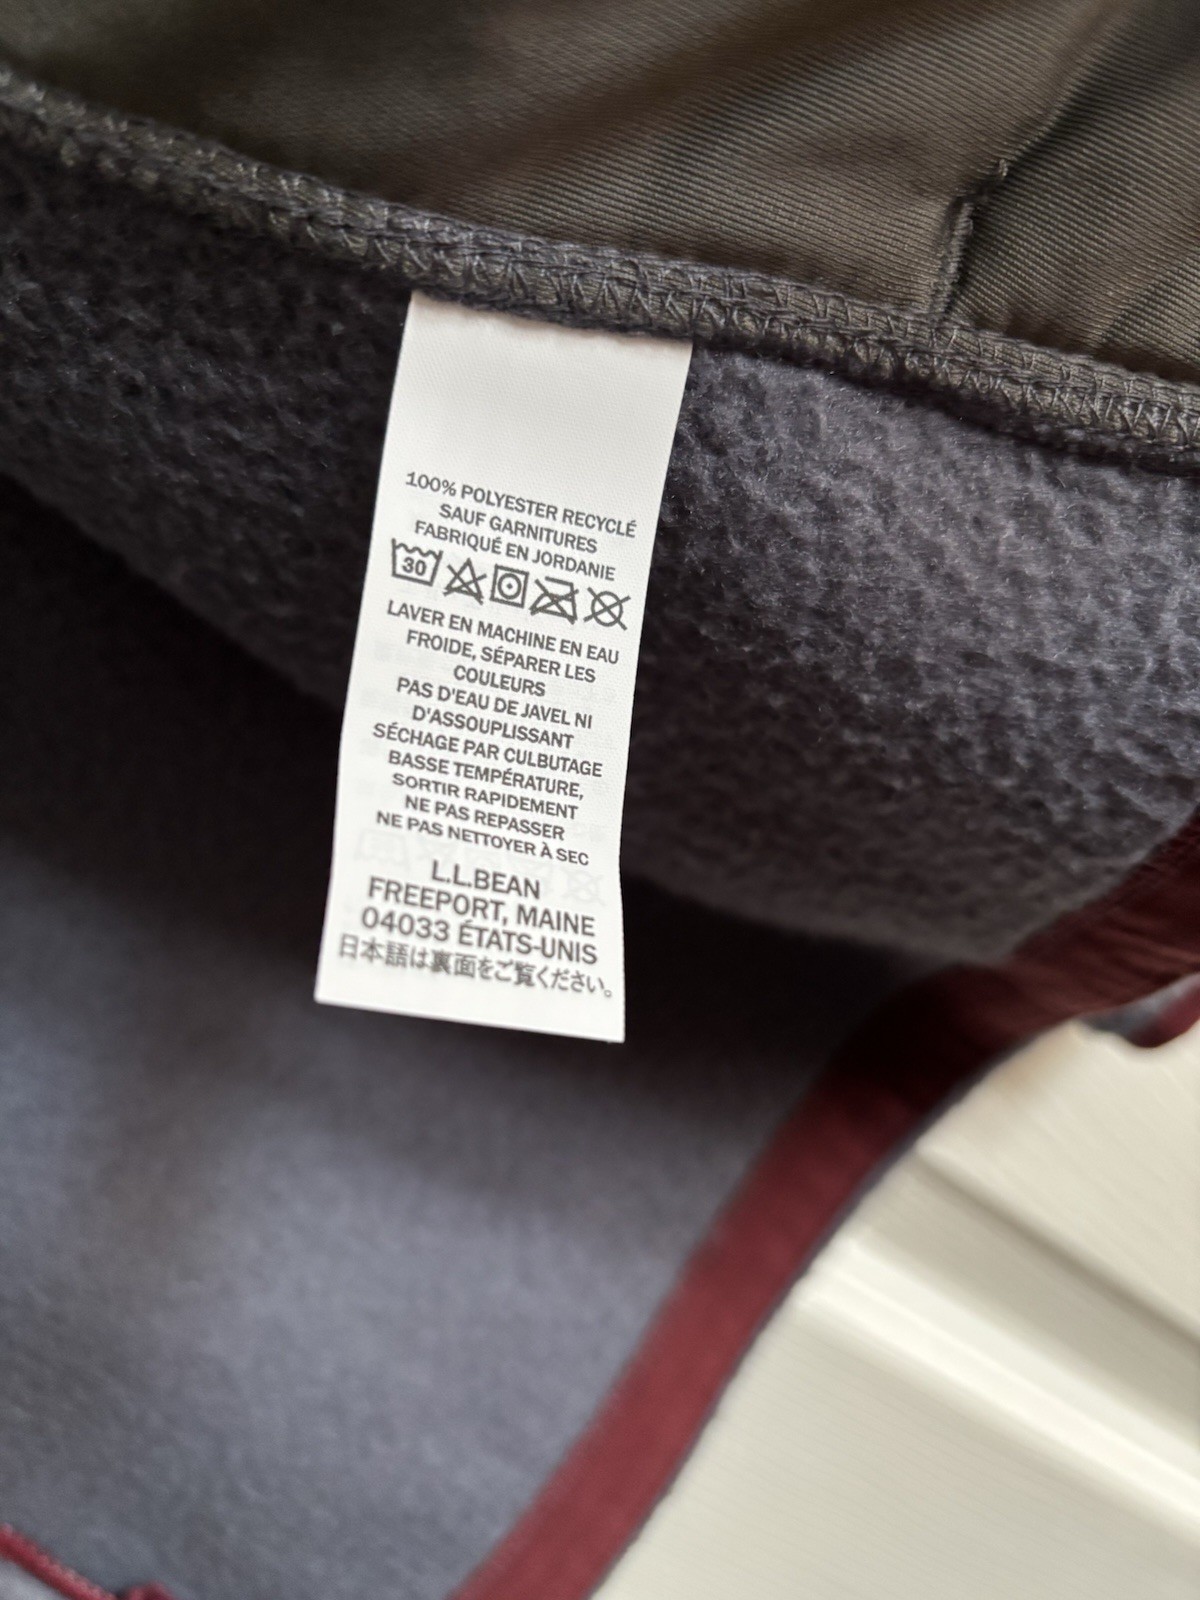 100% POLYESTER RECYCLÉ
SAUF GARNITURES
FABRIQUÉ EN JORDANIE
30
LAVER EN MACHINE EN EAU
FROIDE, SÉPARER LES
COULEURS
PAS D'EAU DE JAVEL NI
D'ASSOUPLISSANT
SÉCHAGE PAR CULBUTAGE
BASSE TEMPÉRATURE,
SORTIR RAPIDEMENT
NE PAS REPASSER
NE PAS NETTOYER À SEC
L.L.BEAN
FREEPORT, MAINE
04033 ÉTATS-UNIS
日本語は裏面をご覧ください。